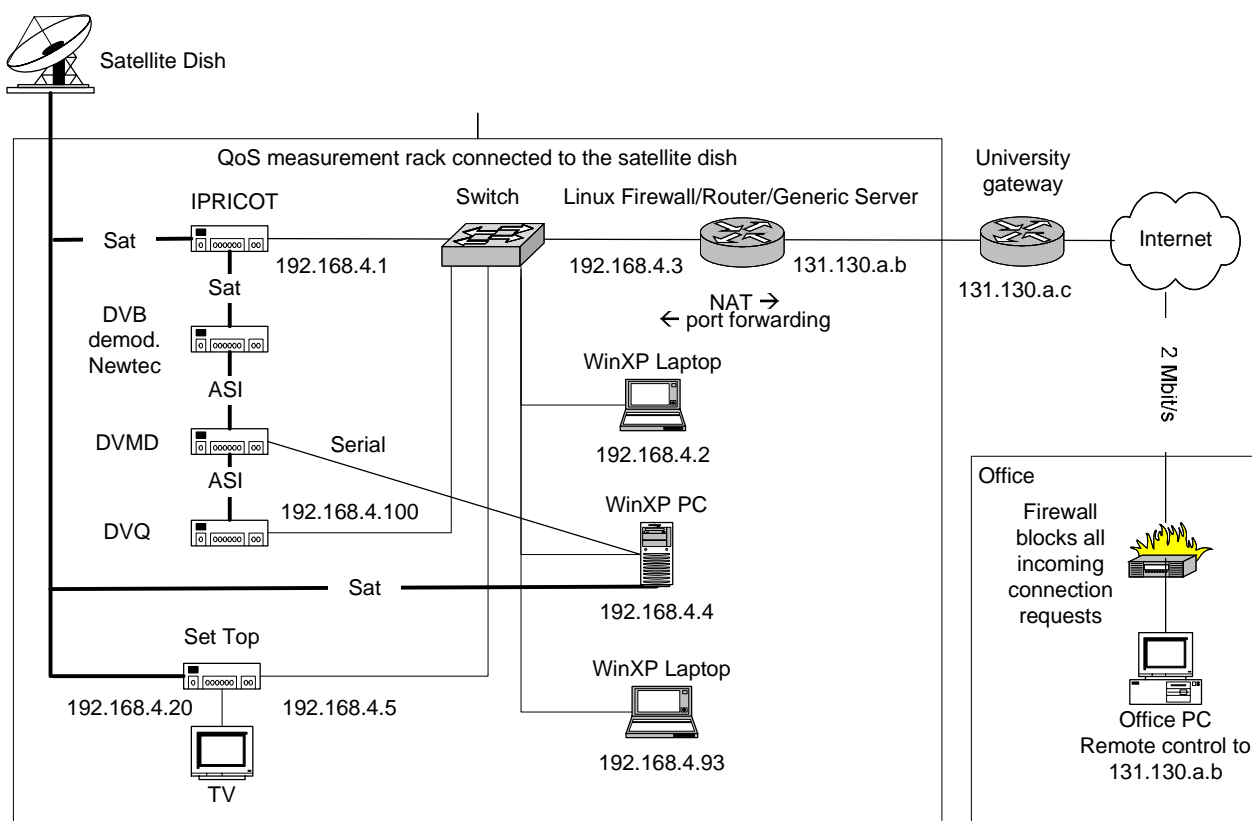 Satellite Dish
QoS measurement rack connected to the satellite dish
University
gateway
IPRICOT
Switch
Linux Firewall/Router/Generic Server
Sat
192.168.4.1
192.168.4.3
131.130.a.b
Internet
131.130.a.c
Sat
NAT →
← port forwarding
DVB
demod.
Newtec
WinXP Laptop
2 Mbit/s
ASI
DVMD
Serial
192.168.4.2
Office
ASI
192.168.4.100
WinXP PC
DVQ
Firewall
blocks all
incoming
connection
requests
Sat
192.168.4.4
Set Top
WinXP Laptop
192.168.4.20
192.168.4.5
192.168.4.93
TV
Office PC
Remote control to
131.130.a.b